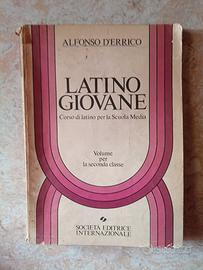 ALFONSO D'ERRICO
LATINO
GIOVANE
Corso di latino per la Scuola Media
Volume
per
la seconda classe
SOCIETÀ EDITRICE
INTERNAZIONALE